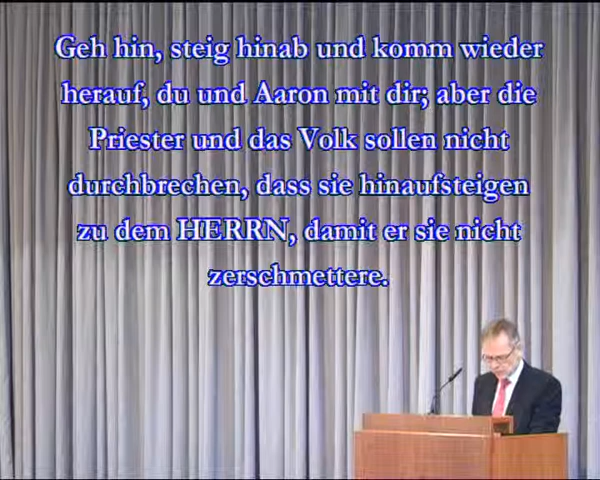 Geh hin, steig hinab und komm wieder
herauf, du und Aaron mit dir; aber die
Priester und das Volk sollen nicht
durchbrechen, dass sie hinaufsteigen
zu dem HERRN, damit er sie nicht
zerschmettere.